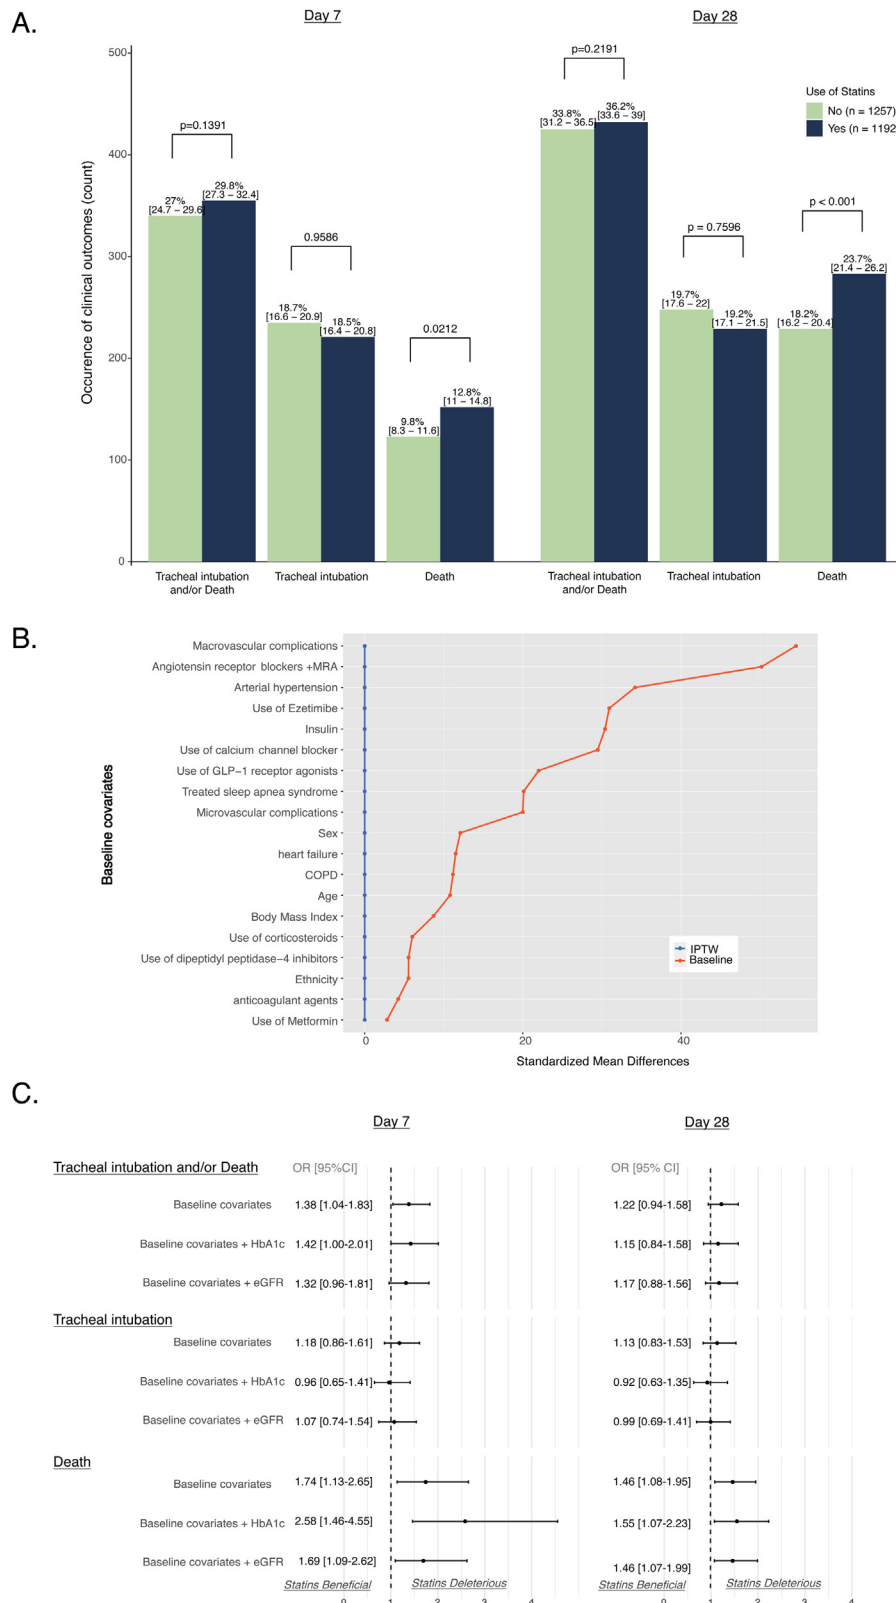 A.
Day 7
Day 28
Occurence of clinical outcomes (count)
500
400
300
200
100
0
Use of Statins
No (n = 1257)
Yes (n = 1192
p=0.1391
27%
[24.7 – 29.6]
29.8%
[27.3 – 32.4]
0.9586
18.7%
[16.6 – 20.9]
18.5%
[16.4 – 20.8]
0.0212
9.8%
[8.3 – 11.6]
12.8%
[11 – 14.8]
p=0.2191
33.8%
[31.2 – 36.5]
36.2%
[33.6 – 39]
p = 0.7596
19.7%
[17.6 – 22]
19.2%
[17.1 – 21.5]
p < 0.001
18.2%
[16.2 – 20.4]
23.7%
[21.4 – 26.2]
Tracheal intubation
and/or Death
Tracheal intubation
Death
Tracheal intubation
and/or Death
Tracheal intubation
Death
B.
Baseline covariates
Macrovascular complications
Angiotensin receptor blockers +MRA
Arterial hypertension
Use of Ezetimibe
Insulin
Use of calcium channel blocker
Use of GLP−1 receptor agonists
Treated sleep apnea syndrome
Microvascular complications
Sex
heart failure
COPD
Age
Body Mass Index
Use of corticosteroids
Use of dipeptidyl peptidase−4 inhibitors
Ethnicity
anticoagulant agents
Use of Metformin
IPTW
Baseline
0 20 40
Standardized Mean Differences
C.
Day 7 Day 28
Tracheal intubation and/or Death OR [95%CI] OR [95% CI]
Baseline covariates 1.38 [1.04-1.83] 1.22 [0.94-1.58]
Baseline covariates + HbA1c 1.42 [1.00-2.01] 1.15 [0.84-1.58]
Baseline covariates + eGFR 1.32 [0.96-1.81] 1.17 [0.88-1.56]
Tracheal intubation
Baseline covariates 1.18 [0.86-1.61] 1.13 [0.83-1.53]
Baseline covariates + HbA1c 0.96 [0.65-1.41] 0.92 [0.63-1.35]
Baseline covariates + eGFR 1.07 [0.74-1.54] 0.99 [0.69-1.41]
Death
Baseline covariates 1.74 [1.13-2.65] 1.46 [1.08-1.95]
Baseline covariates + HbA1c 2.58 [1.46-4.55] 1.55 [1.07-2.23]
Baseline covariates + eGFR 1.69 [1.09-2.62] 1.46 [1.07-1.99]
Statins Beneficial Statins Deleterious Statins Beneficial Statins Deleterious
0 1 2 3 4 0 1 2 3 4